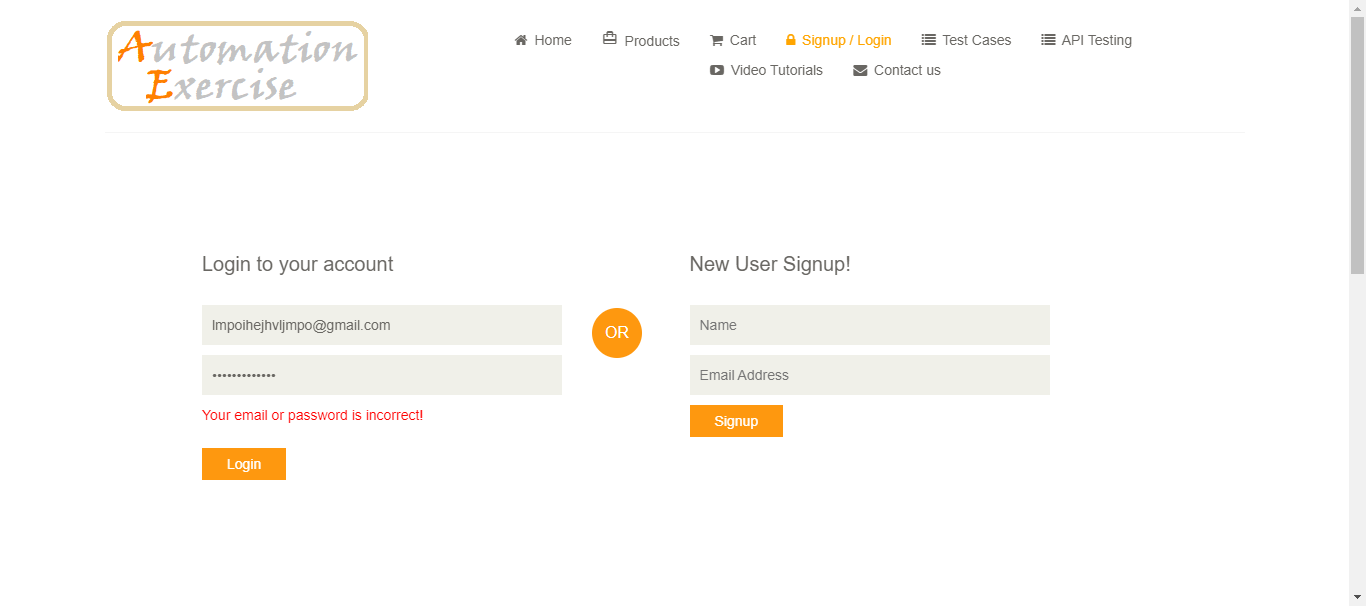 Automation
Exercise
Home Products Cart Signup / Login Test Cases API Testing
Video Tutorials Contact us
Login to your account
lmpoihejhvljmpo@gmail.com
•••••••••••••
Your email or password is incorrect!
Login
OR
New User Signup!
Name
Email Address
Signup